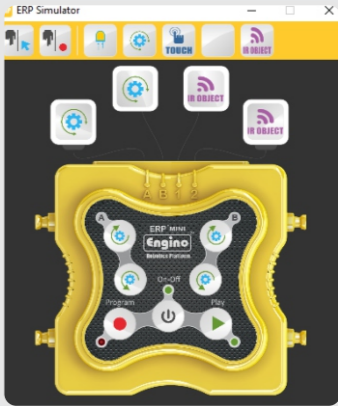 ERP Simulator
TOUCH
IR OBJECT
IR OBJECT
IR OBJECT
A B 1 2
A
B
ERP MINI
Engino
Robotics Platform
On-Off
Program
Play